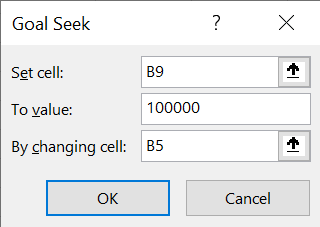 Goal Seek ?
Set cell: B9
To value: 100000
By changing cell: B5
OK Cancel